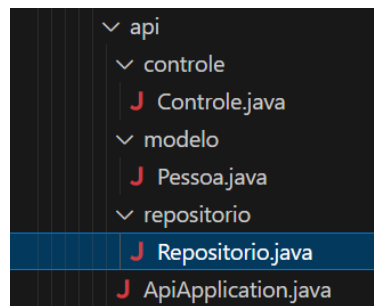 api
controle
Controle.java
modelo
Pessoa.java
repositorio
Repositorio.java
ApiApplication.java